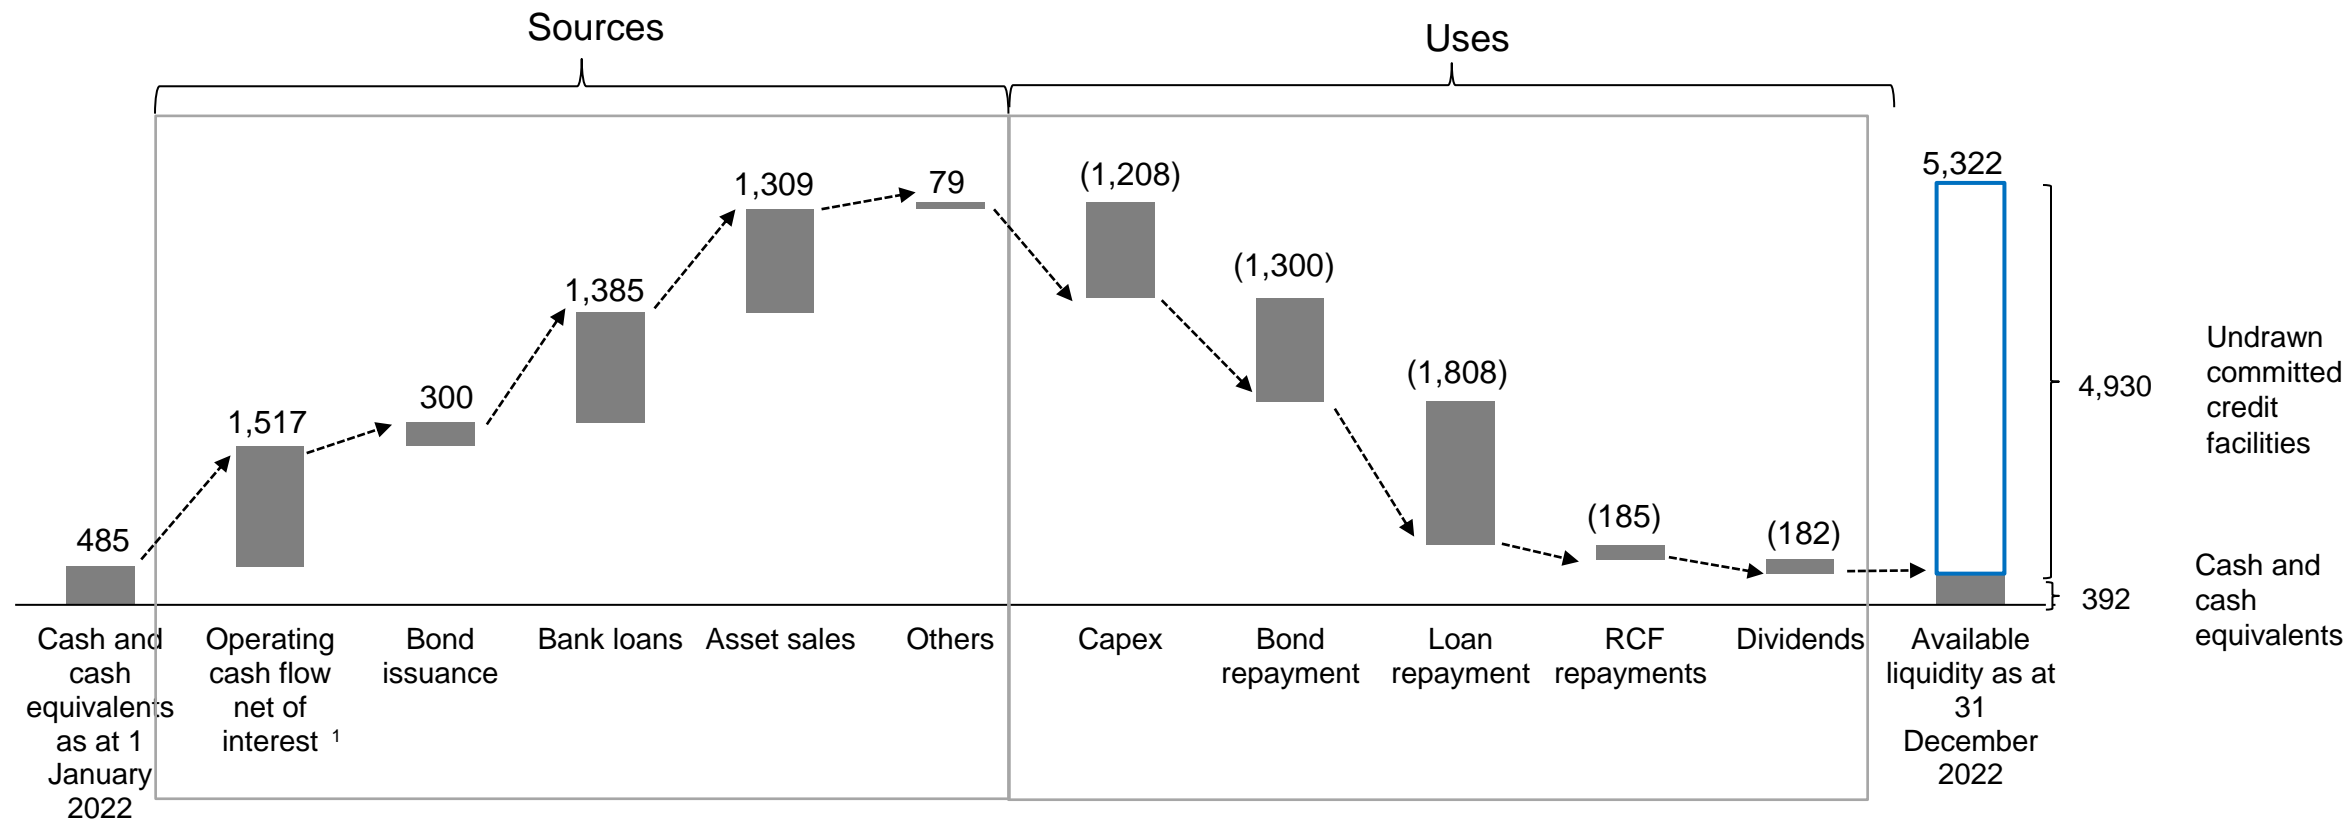 Sources
Uses
485
1,517
300
1,385
1,309
79
(1,208)
(1,300)
(1,808)
(185)
(182)
5,322
4,930
392
Undrawn
committed
credit
facilities
Cash and
cash
equivalents
Cash and
cash
equivalents
as at 1
January
2022
Operating
cash flow
net of
interest 1
Bond
issuance
Bank loans
Asset sales
Others
Capex
Bond
repayment
Loan
repayment
RCF
repayments
Dividends
Available
liquidity as at
31
December
2022